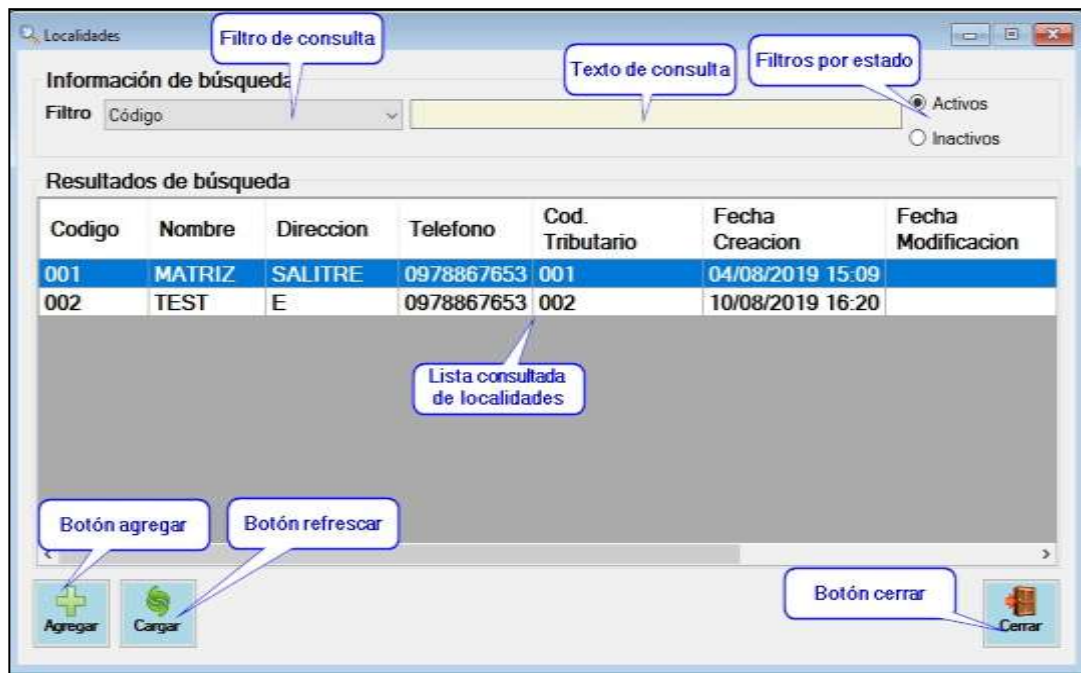 Localidades
Filtro de consulta
Texto de consulta
Filtros por estado
Información de búsqueda
Filtro Código
Activos
Inactivos
Resultados de búsqueda
Codigo Nombre Direccion Telefono Cod. Tributario Fecha Creacion Fecha Modificacion
001 MATRIZ SALITRE 0978867653 001 04/08/2019 15:09
002 TEST E 0978867653 002 10/08/2019 16:20
Lista consultada
de localidades
Botón agregar
Botón refrescar
Botón cerrar
Agregar
Cargar
Cerrar